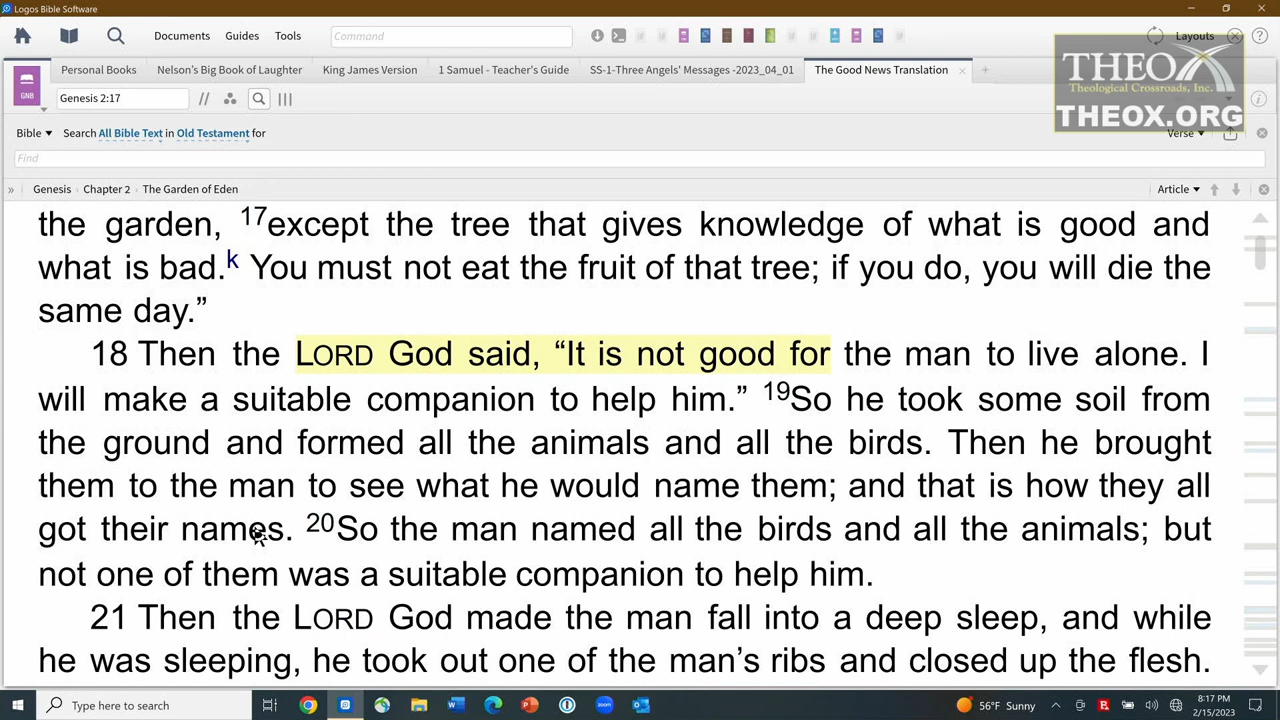 Logos Bible Software
Documents Guides Tools Command Layouts
Personal Books Nelson's Big Book of Laughter King James Versi 1 Samuel - Teacher's Guide SS-1-Three Angels' Messages -2023_04_01 The Good News Translation
THEOX
Theological Crossroads, Inc.
THEOX.ORG
GNB Genesis 2:17
Bible Search All Bible Text in Old Testament for Verse
Find
Genesis Chapter 2 The Garden of Eden Article
the garden, 17except the tree that gives knowledge of what is good and
what is bad.k You must not eat the fruit of that tree; if you do, you will die the
same day.”
18 Then the LORD God said, “It is not good for the man to live alone. I
will make a suitable companion to help him.” 19So he took some soil from
the ground and formed all the animals and all the birds. Then he brought
them to the man to see what he would name them; and that is how they all
got their names. 20So the man named all the birds and all the animals; but
not one of them was a suitable companion to help him.
21 Then the LORD God made the man fall into a deep sleep, and while
he was sleeping, he took out one of the man’s ribs and closed up the flesh.
Type here to search 56°F Sunny 8:17 PM
2/15/2023